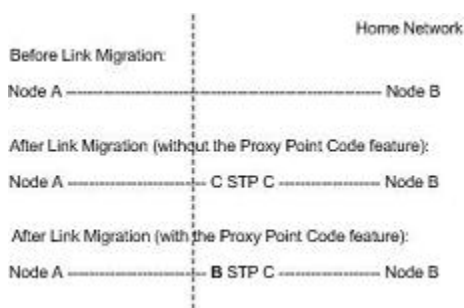 Home Network
Before Link Migration:
Node A ---------------------------------------- Node B
After Link Migration (without the Proxy Point Code feature):
Node A ----------------- C STP C ------------- Node B
After Link Migration (with the Proxy Point Code feature):
Node A ----------------- B STP C ------------- Node B